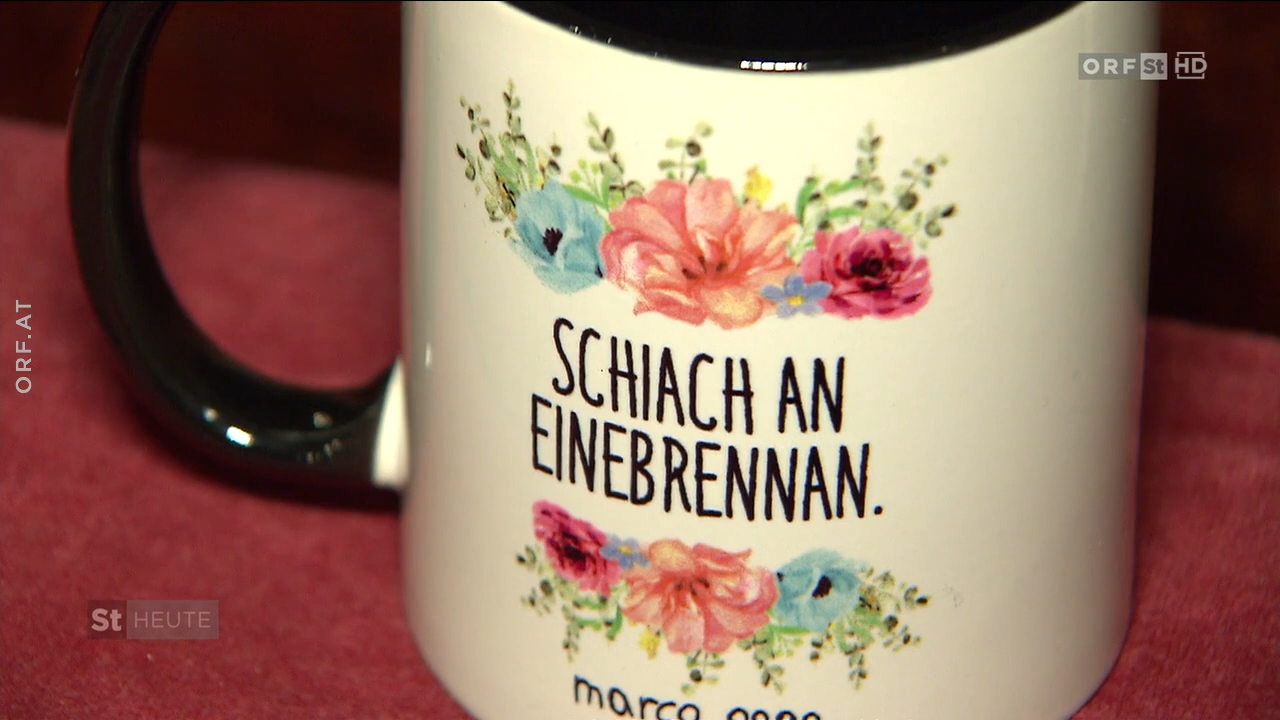 ORF St HD
SCHIACH AN
EINEBRENNAN.
ORF.AT
St HEUTE